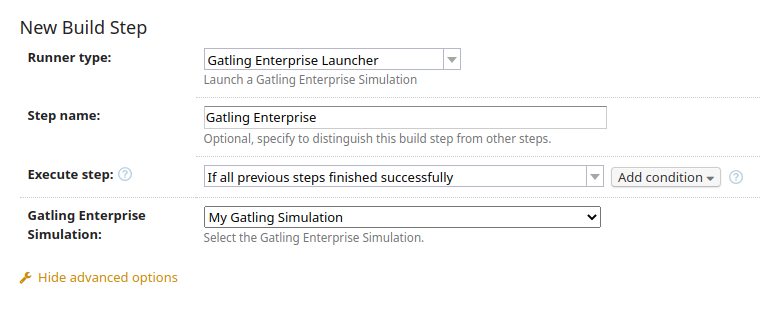 New Build Step
Runner type:
Gatling Enterprise Launcher
Launch a Gatling Enterprise Simulation
Step name:
Gatling Enterprise
Optional, specify to distinguish this build step from other steps.
Execute step: ?
If all previous steps finished successfully
Add condition
?
Gatling Enterprise
Simulation:
My Gatling Simulation
Select the Gatling Enterprise Simulation.
Hide advanced options